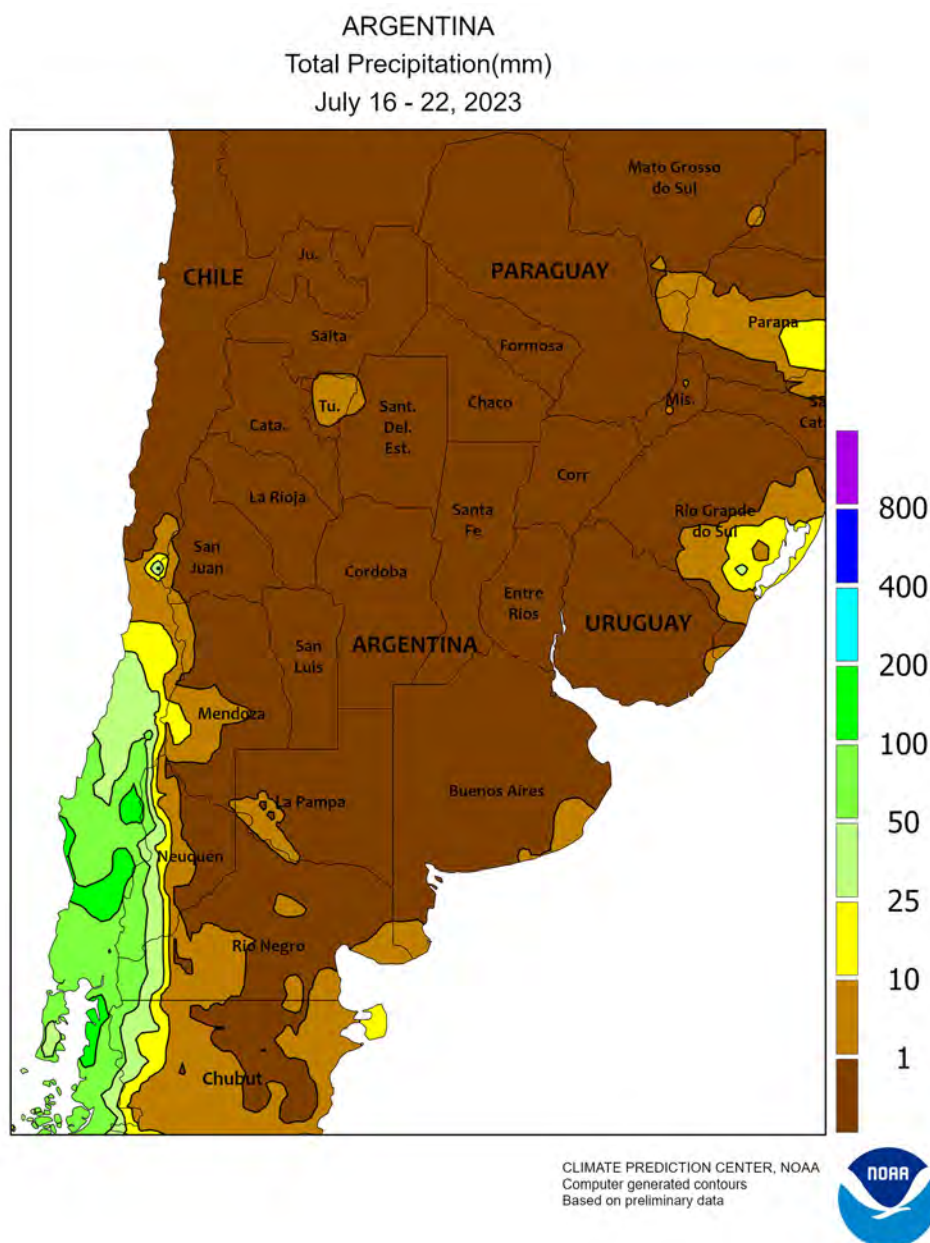 ARGENTINA
Total Precipitation(mm)
July 16 - 22, 2023
Mato Grosso
do Sul
Ju.
CHILE
PARAGUAY
Parana
Salta
Formosa
Tu.
Sant.
Del.
Est.
Chaco
Mis.
Cata.
Sa
Cata
La Rioja
Corr
Santa
Fe
Rio Grande
do Sul
San
Juan
Cordoba
Entre
Rios
URUGUAY
San
Luis
ARGENTINA
Mendoza
La Pampa
Buenos Aires
Neuquen
Rio Negro
Chubut
800
400
200
100
50
25
10
1
CLIMATE PREDICTION CENTER, NOAA
Computer generated contours
Based on preliminary data
NOAA